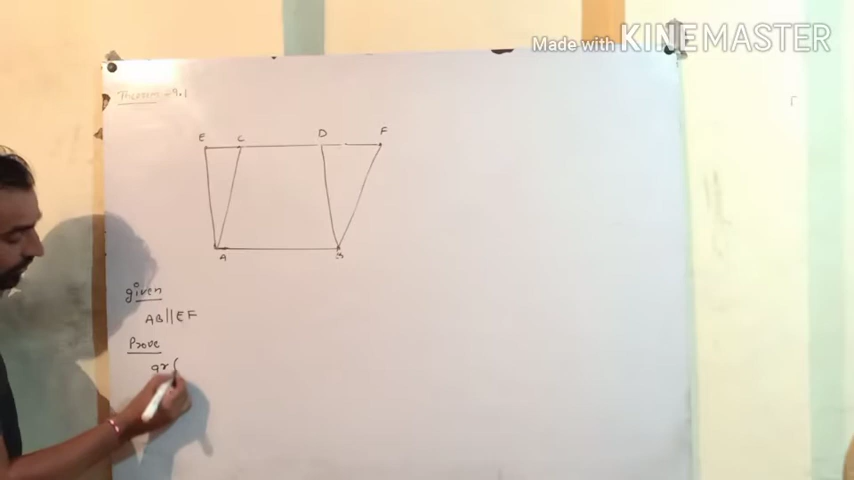 Made with KINEMASTER
Theorem - 9.1
E C D F
A B
given
AB||EF
Prove
ar(